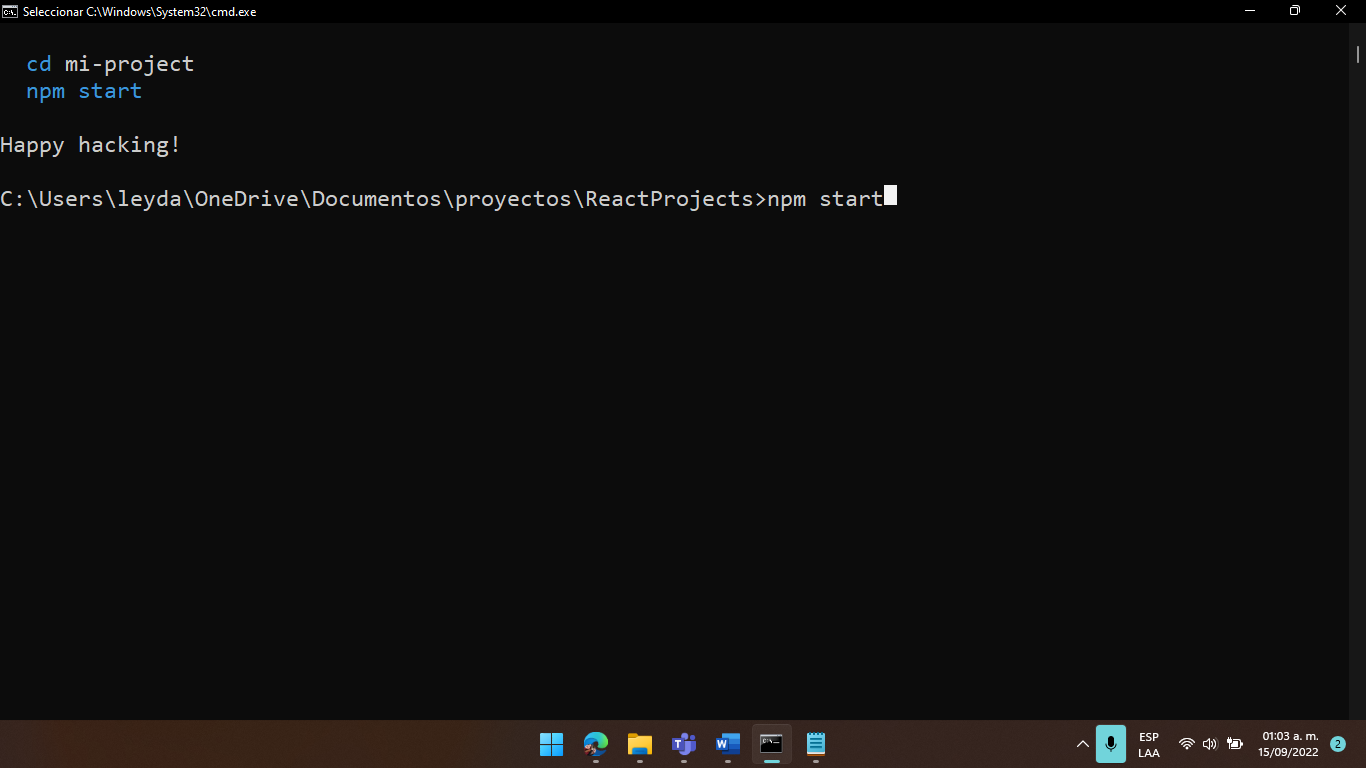 Seleccionar C:\Windows\System32\cmd.exe
cd mi-project
npm start
Happy hacking!
C:\Users\leyda\OneDrive\Documentos\proyectos\ReactProjects>npm start
ESP
LAA
01:03 a. m.
15/09/2022
2